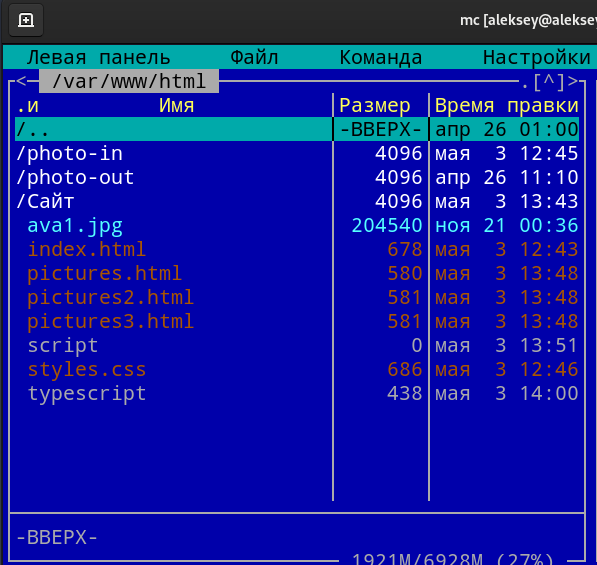 mc [aleksey@aleksey
Левая панель Файл Команда Настройки
<— /var/www/html .[^]>
.и Имя Размер Время правки
/.. -ВВЕРХ- апр 26 01:00
/photo-in 4096 мая 3 12:45
/photo-out 4096 апр 26 11:10
/Сайт 4096 мая 3 13:43
ava1.jpg 204540 ноя 21 00:36
index.html 678 мая 3 12:43
pictures.html 580 мая 3 13:48
pictures2.html 581 мая 3 13:48
pictures3.html 581 мая 3 13:48
script 0 мая 3 13:51
styles.css 686 мая 3 12:46
typescript 438 мая 3 14:00
-ВВЕРХ-
1921M/6928M (27%)